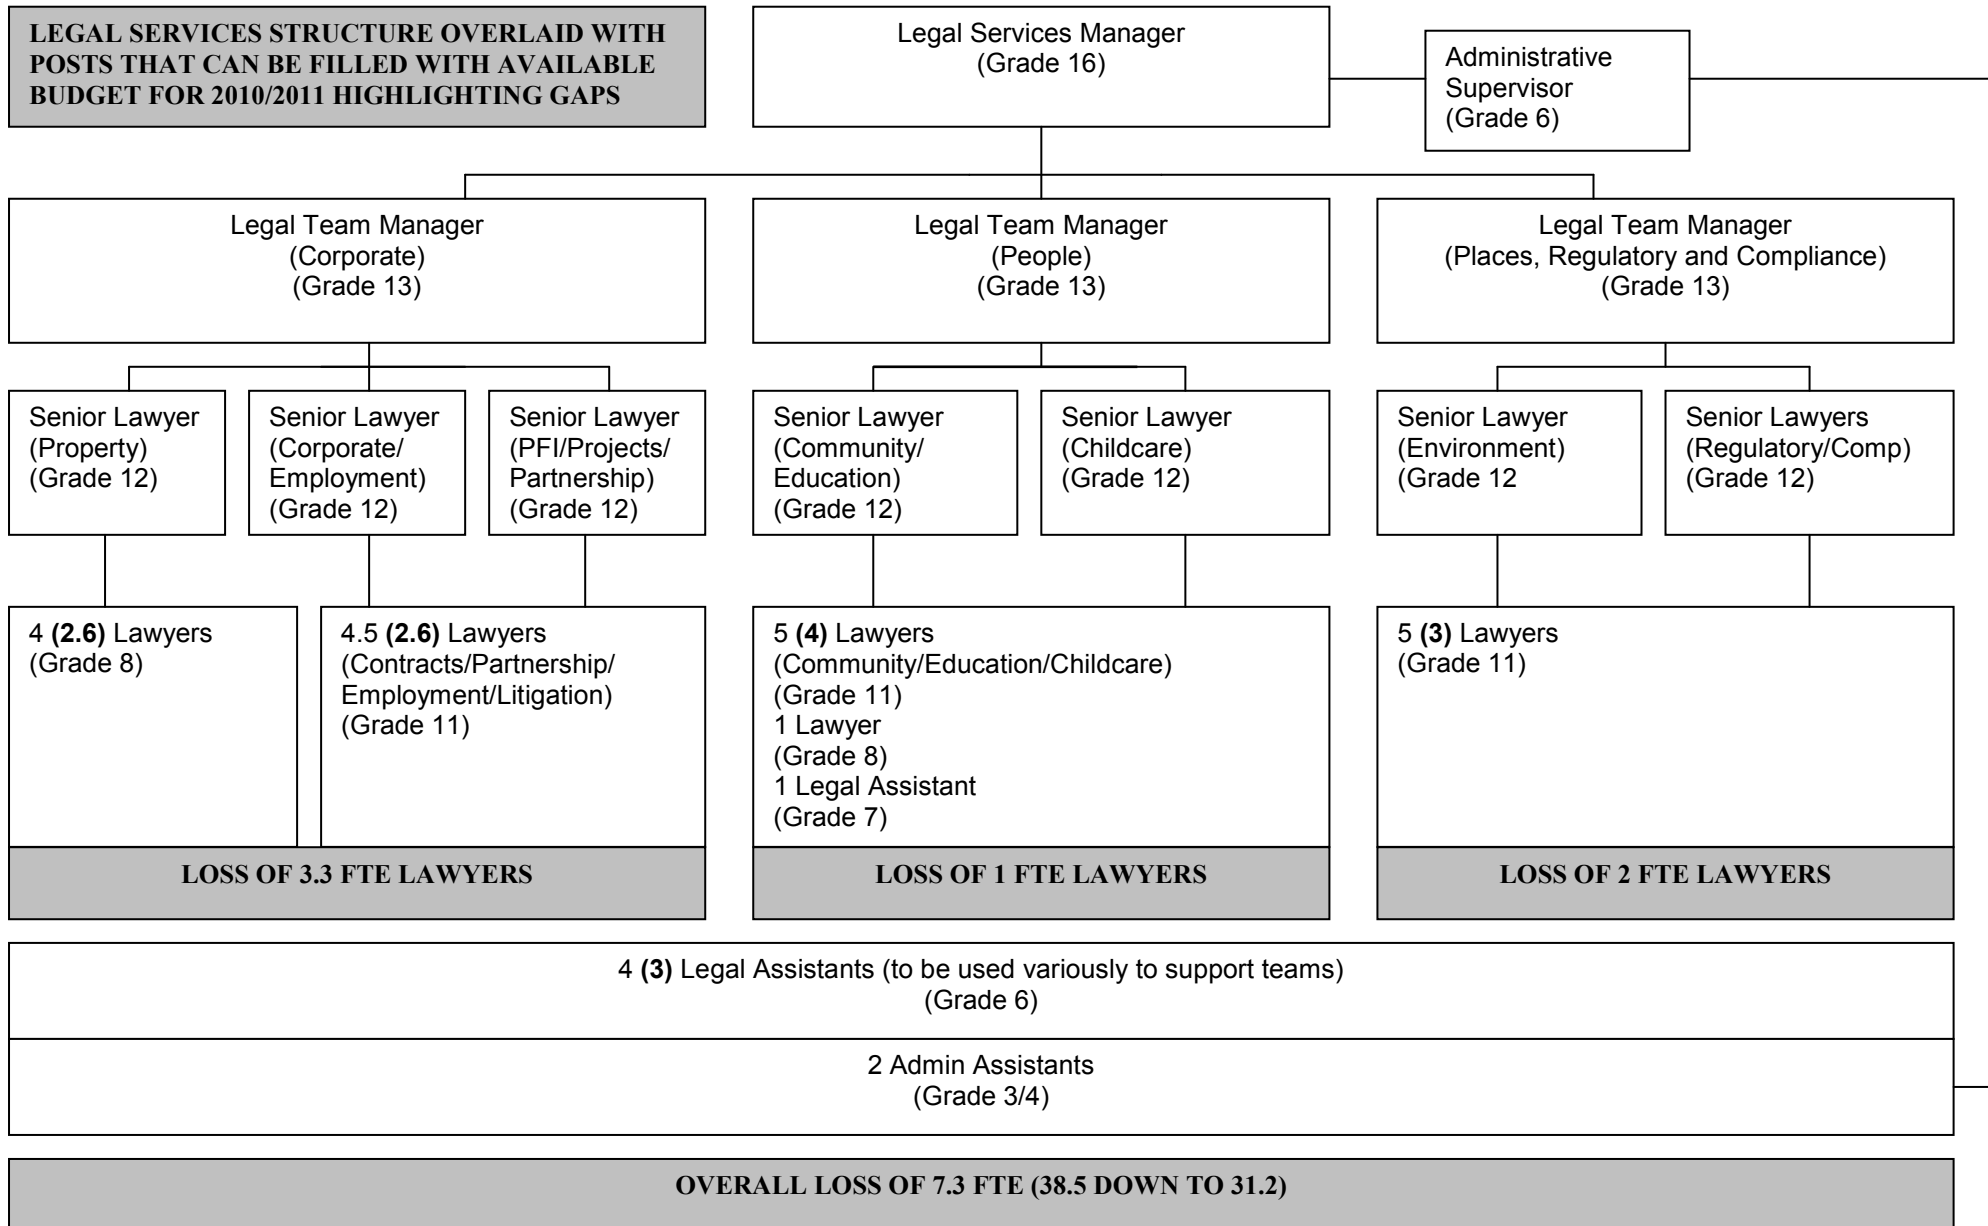 LEGAL SERVICES STRUCTURE OVERLAID WITH
POSTS THAT CAN BE FILLED WITH AVAILABLE
BUDGET FOR 2010/2011 HIGHLIGHTING GAPS
Legal Services Manager
(Grade 16)
Administrative
Supervisor
(Grade 6)
Legal Team Manager
(Corporate)
(Grade 13)
Legal Team Manager
(People)
(Grade 13)
Legal Team Manager
(Places, Regulatory and Compliance)
(Grade 13)
Senior Lawyer
(Property)
(Grade 12)
Senior Lawyer
(Corporate/
Employment)
(Grade 12)
Senior Lawyer
(PFI/Projects/
Partnership)
(Grade 12)
Senior Lawyer
(Community/
Education)
(Grade 12)
Senior Lawyer
(Childcare)
(Grade 12)
Senior Lawyer
(Environment)
(Grade 12
Senior Lawyers
(Regulatory/Comp)
(Grade 12)
4 (2.6) Lawyers
(Grade 8)
4.5 (2.6) Lawyers
(Contracts/Partnership/
Employment/Litigation)
(Grade 11)
5 (4) Lawyers
(Community/Education/Childcare)
(Grade 11)
1 Lawyer
(Grade 8)
1 Legal Assistant
(Grade 7)
5 (3) Lawyers
(Grade 11)
LOSS OF 3.3 FTE LAWYERS
LOSS OF 1 FTE LAWYERS
LOSS OF 2 FTE LAWYERS
4 (3) Legal Assistants (to be used variously to support teams)
(Grade 6)
2 Admin Assistants
(Grade 3/4)
OVERALL LOSS OF 7.3 FTE (38.5 DOWN TO 31.2)